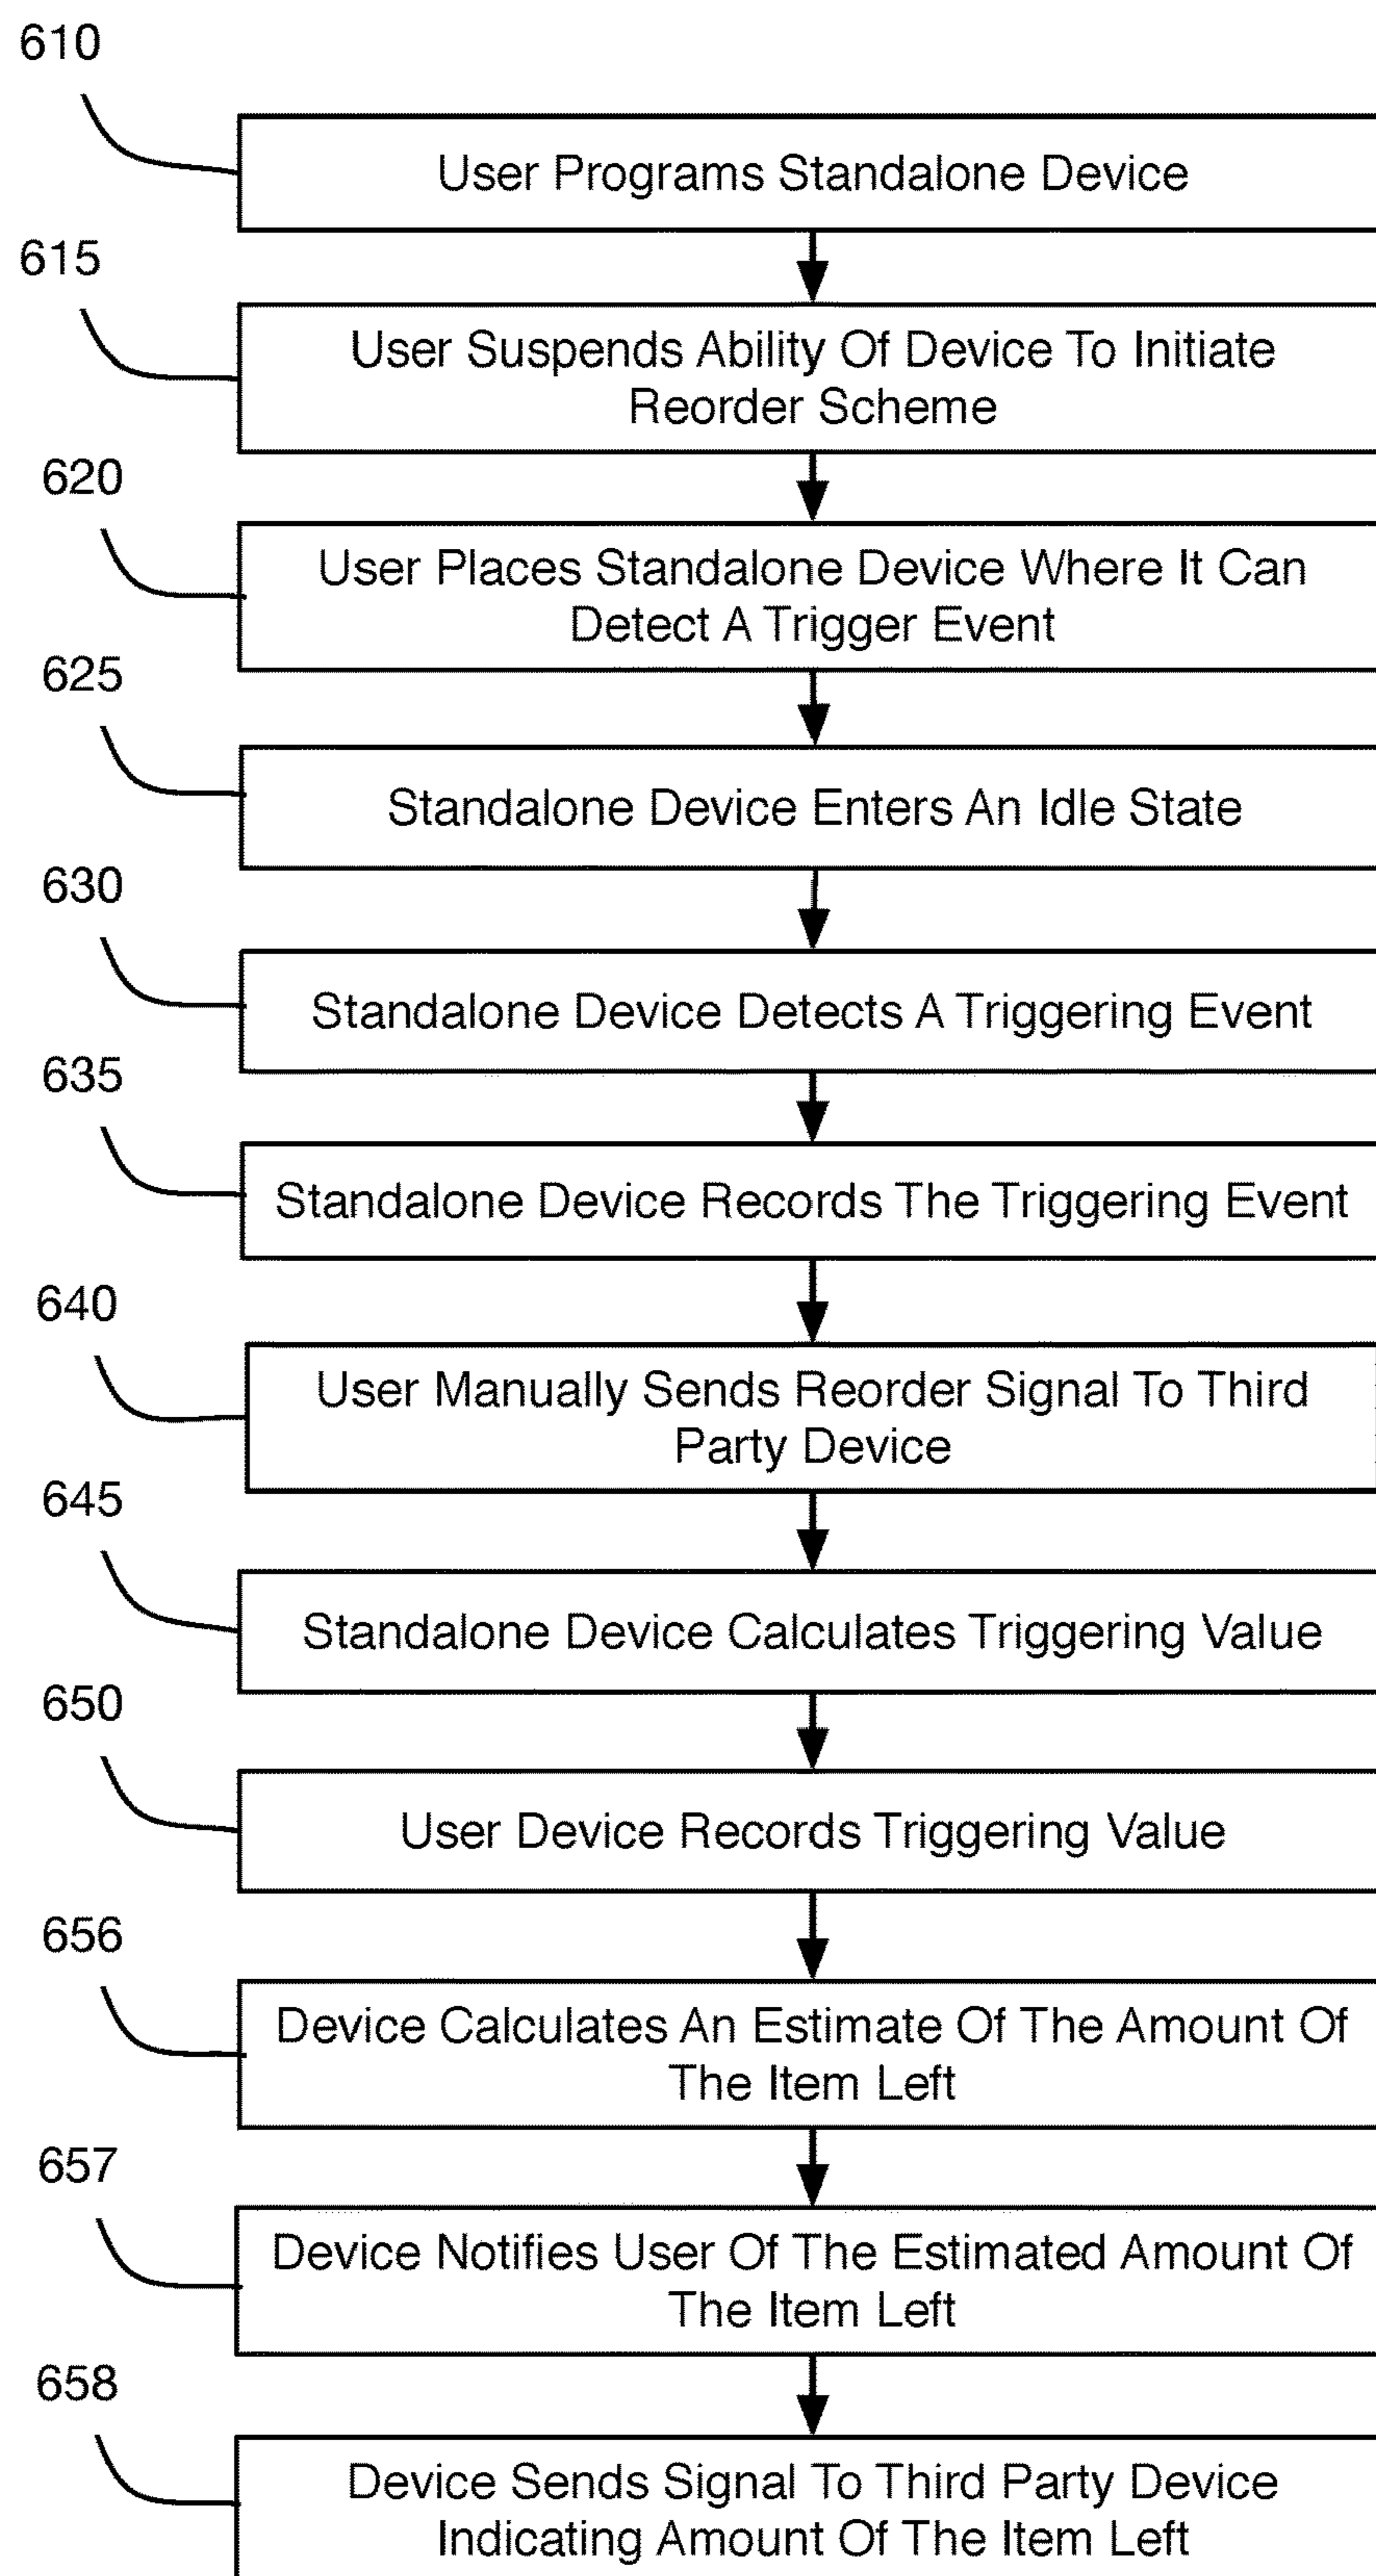 610
User Programs Standalone Device
615
User Suspends Ability Of Device To Initiate
Reorder Scheme
620
User Places Standalone Device Where It Can
Detect A Trigger Event
625
Standalone Device Enters An Idle State
630
Standalone Device Detects A Triggering Event
635
Standalone Device Records The Triggering Event
640
User Manually Sends Reorder Signal To Third
Party Device
645
Standalone Device Calculates Triggering Value
650
User Device Records Triggering Value
656
Device Calculates An Estimate Of The Amount Of
The Item Left
657
Device Notifies User Of The Estimated Amount Of
The Item Left
658
Device Sends Signal To Third Party Device
Indicating Amount Of The Item Left